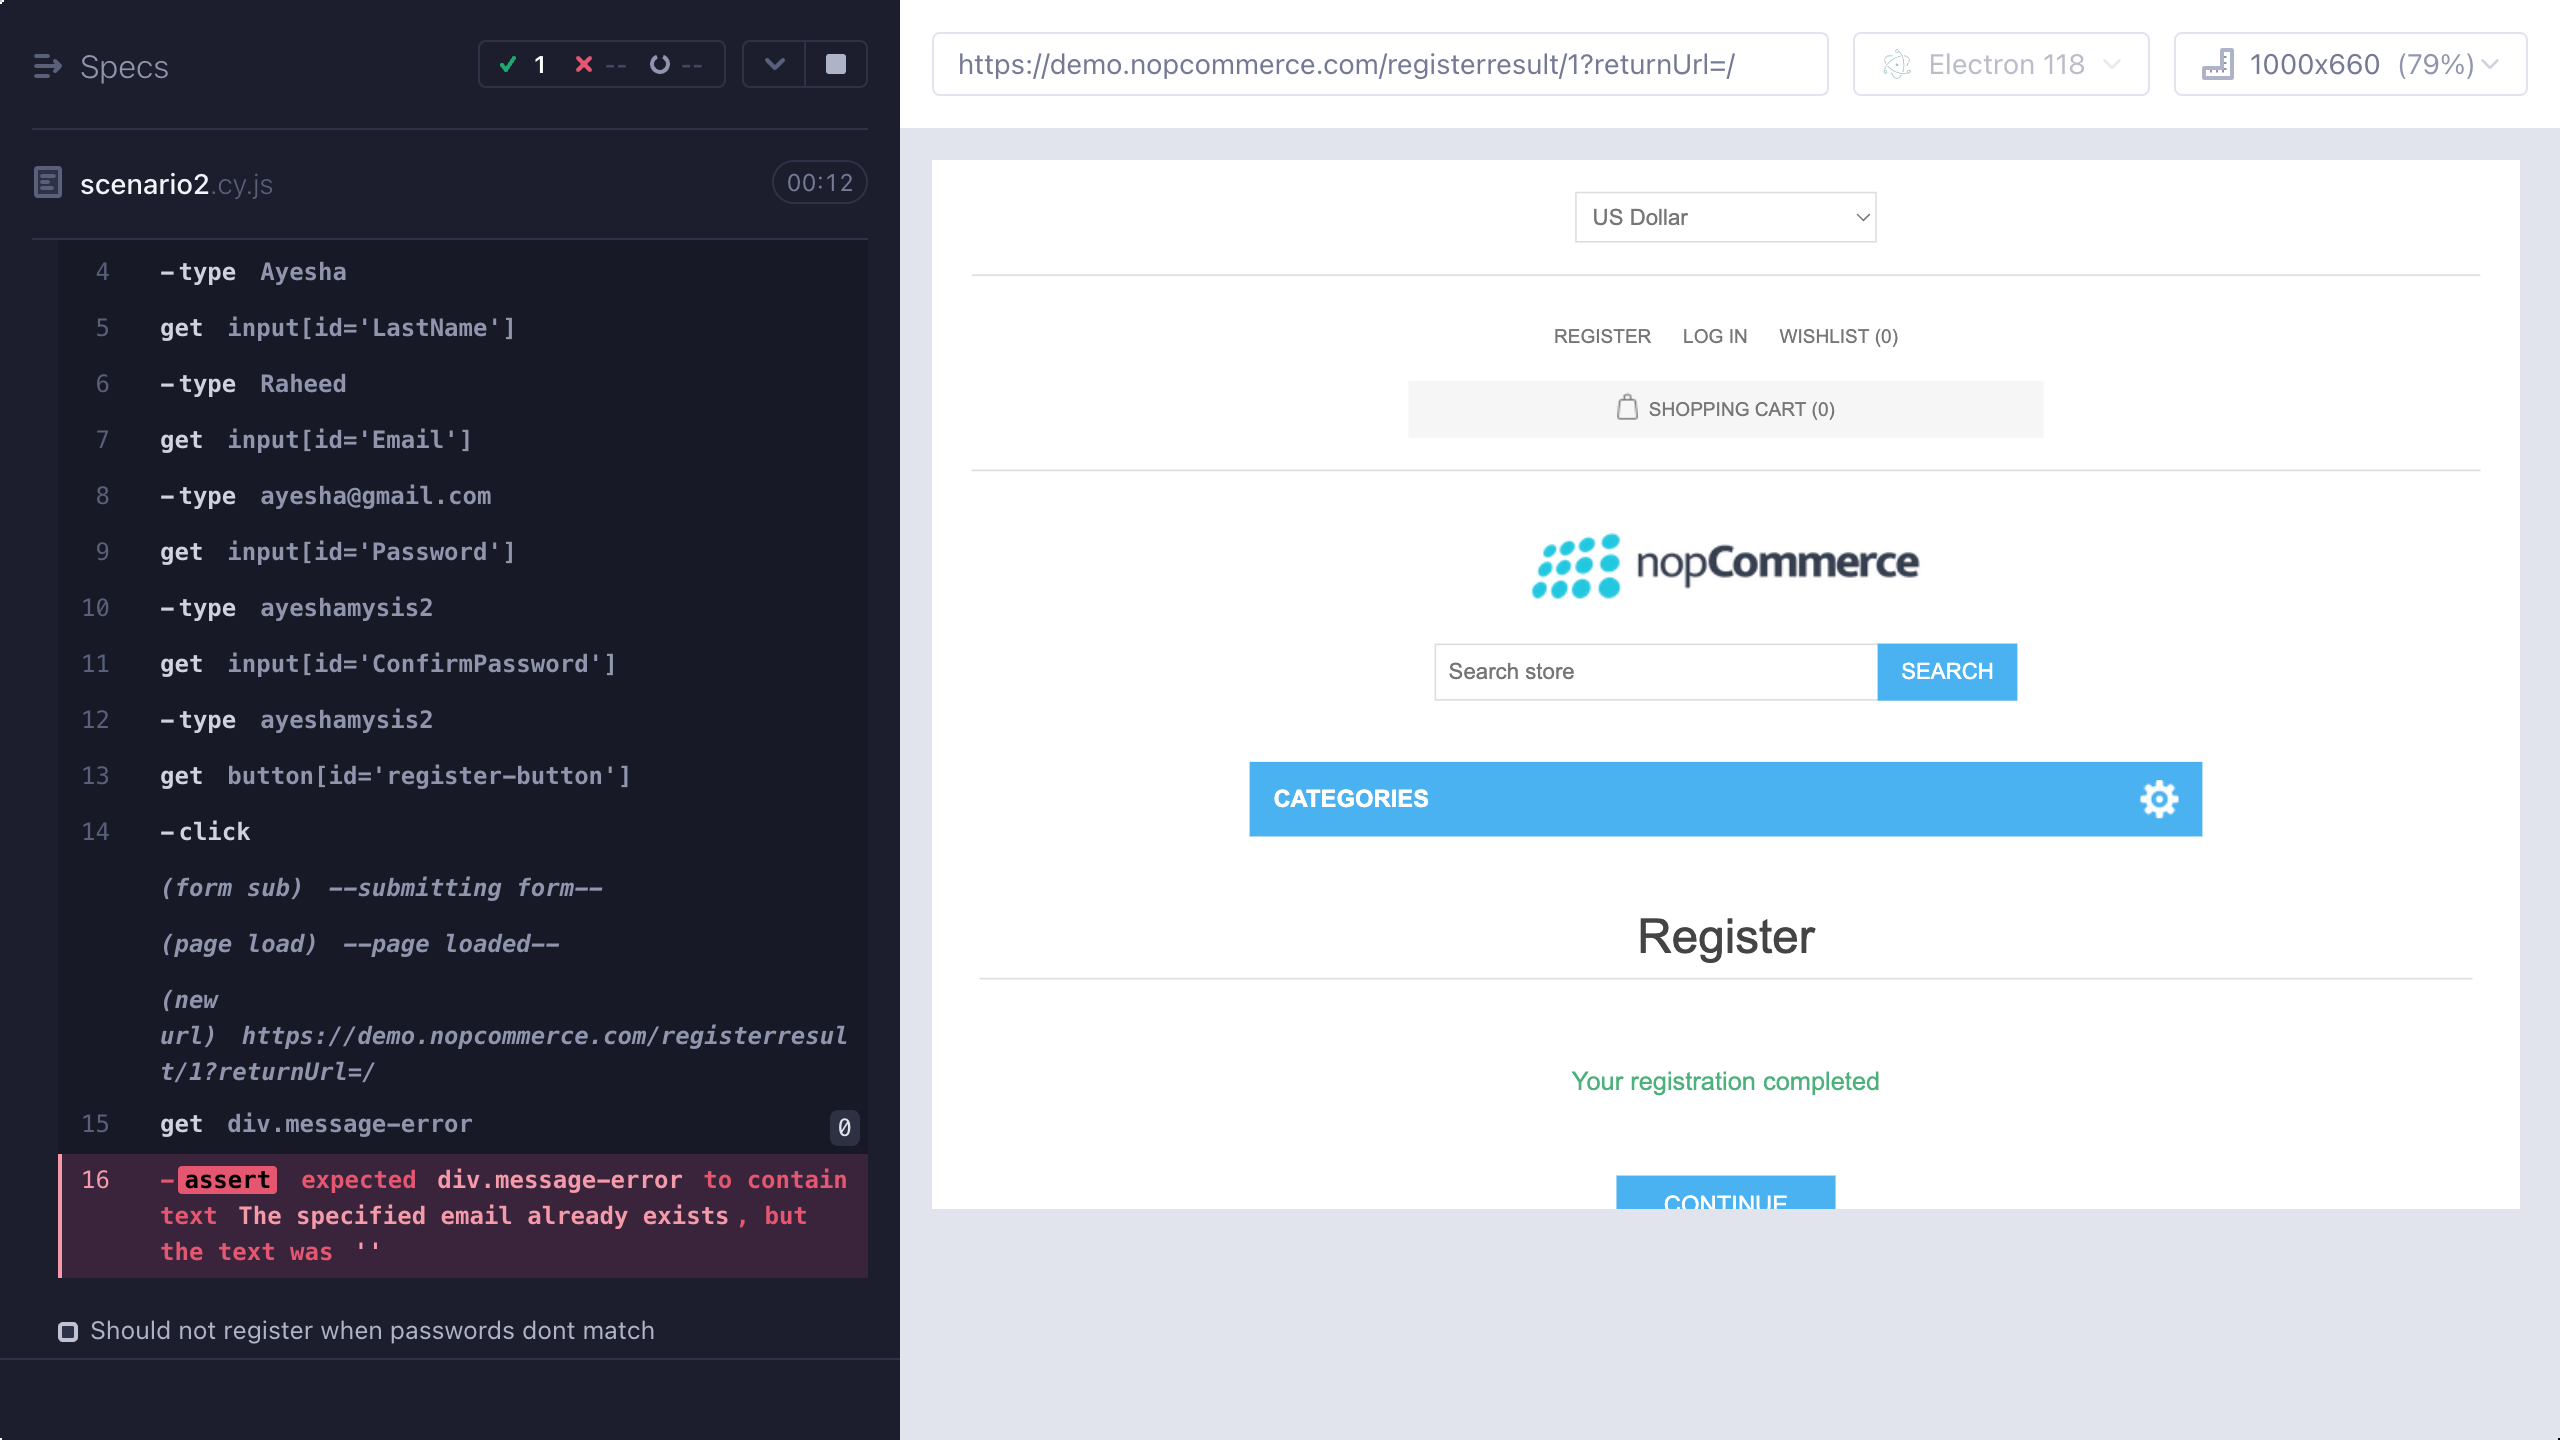 Specs
1 -- --
scenario2.cy.js
00:12
4 -type Ayesha
5 get input[id='LastName']
6 -type Raheed
7 get input[id='Email']
8 -type ayesha@gmail.com
9 get input[id='Password']
10 -type ayeshamysis2
11 get input[id='ConfirmPassword']
12 -type ayeshamysis2
13 get button[id='register-button']
14 -click
(form sub) --submitting form--
(page load) --page loaded--
(new
url) https://demo.nopcommerce.com/registerresul
t/1?returnUrl=/
15 get div.message-error 0
16 -assert expected div.message-error to contain
text The specified email already exists, but
the text was ''
Should not register when passwords dont match
https://demo.nopcommerce.com/registerresult/1?returnUrl=/
Electron 118
1000x660 (79%)
US Dollar
REGISTER LOG IN WISHLIST (0)
SHOPPING CART (0)
nopCommerce
Search store
SEARCH
CATEGORIES
Register
Your registration completed
CONTINUE